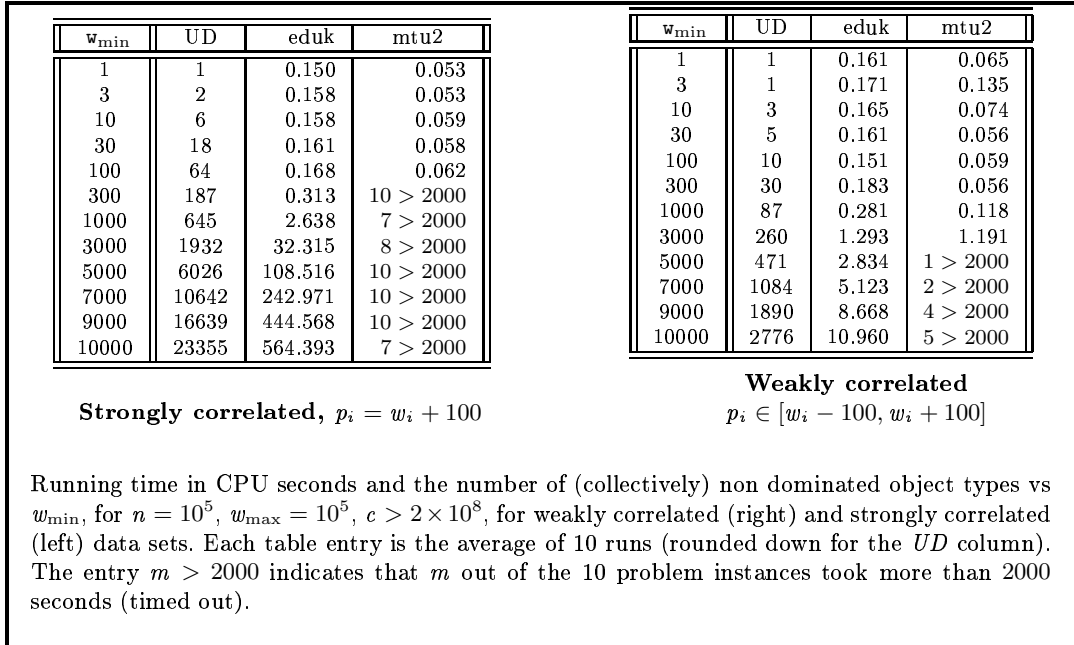 w_min UD eduk mtu2
1 1 0.150 0.053
3 2 0.158 0.053
10 6 0.158 0.059
30 18 0.161 0.058
100 64 0.168 0.062
300 187 0.313 10 > 2000
1000 645 2.638 7 > 2000
3000 1932 32.315 8 > 2000
5000 6026 108.516 10 > 2000
7000 10642 242.971 10 > 2000
9000 16639 444.568 10 > 2000
10000 23355 564.393 7 > 2000
Strongly correlated, p_i = w_i + 100
w_min UD eduk mtu2
1 1 0.161 0.065
3 1 0.171 0.135
10 3 0.165 0.074
30 5 0.161 0.056
100 10 0.151 0.059
300 30 0.183 0.056
1000 87 0.281 0.118
3000 260 1.293 1.191
5000 471 2.834 1 > 2000
7000 1084 5.123 2 > 2000
9000 1890 8.668 4 > 2000
10000 2776 10.960 5 > 2000
Weakly correlated
p_i ∈ [w_i − 100, w_i + 100]
Running time in CPU seconds and the number of (collectively) non dominated object types vs
w_min, for n = 10^5, w_max = 10^5, c > 2 × 10^8, for weakly correlated (right) and strongly correlated
(left) data sets. Each table entry is the average of 10 runs (rounded down for the UD column).
The entry m > 2000 indicates that m out of the 10 problem instances took more than 2000
seconds (timed out).